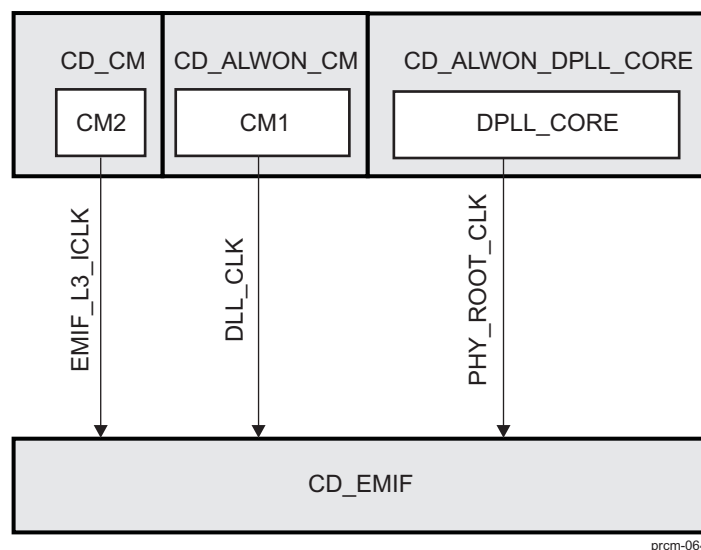 CD_CM
CD_ALWON_CM
CD_ALWON_DPLL_CORE
CM2
CM1
DPLL_CORE
EMIF_L3_ICLK
DLL_CLK
PHY_ROOT_CLK
CD_EMIF